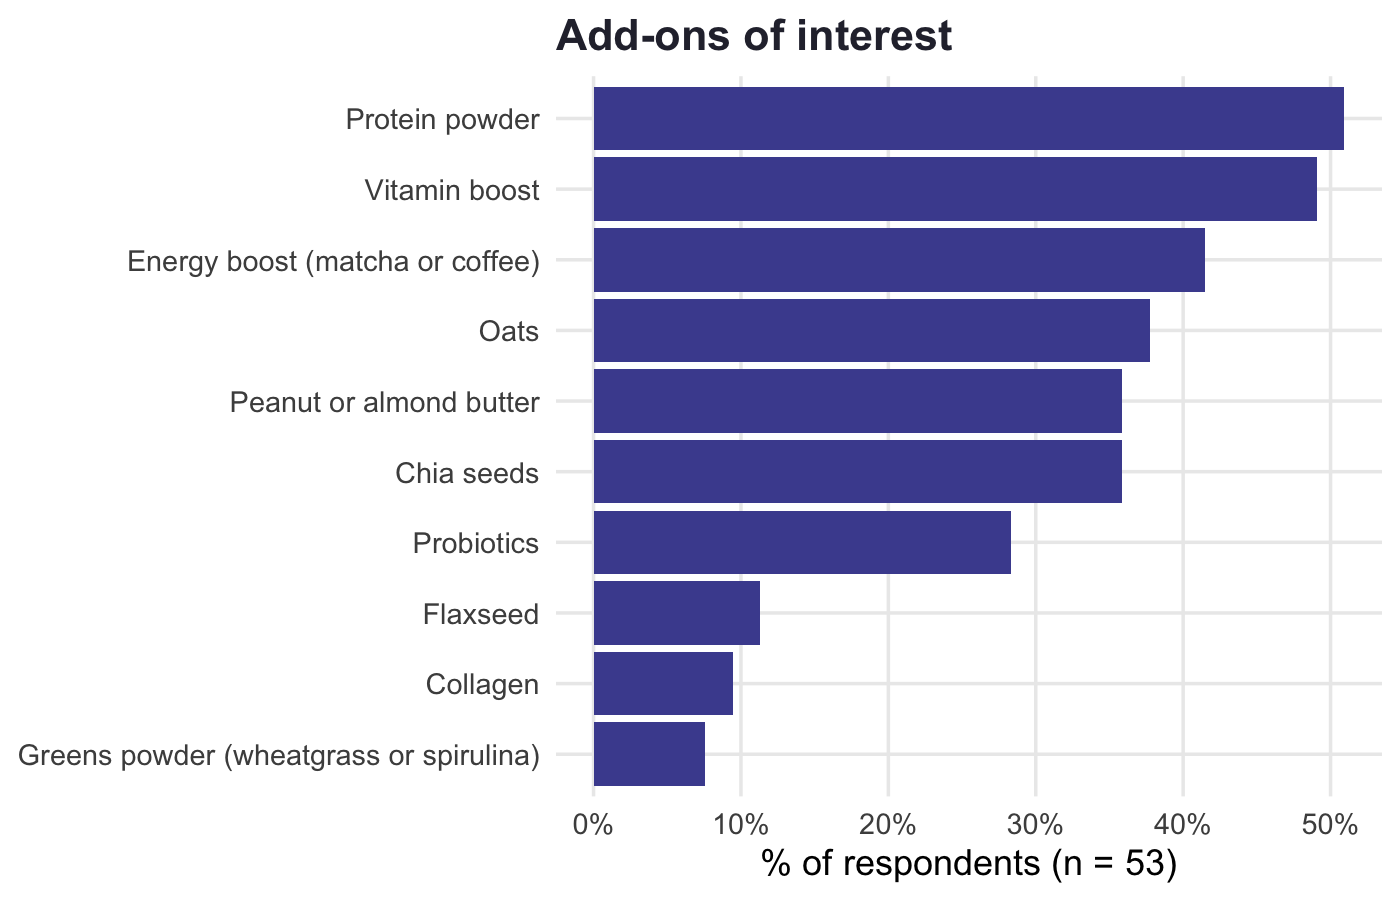 Add-ons of interest
Protein powder
Vitamin boost
Energy boost (matcha or coffee)
Oats
Peanut or almond butter
Chia seeds
Probiotics
Flaxseed
Collagen
Greens powder (wheatgrass or spirulina)
0% 10% 20% 30% 40% 50%
% of respondents (n = 53)